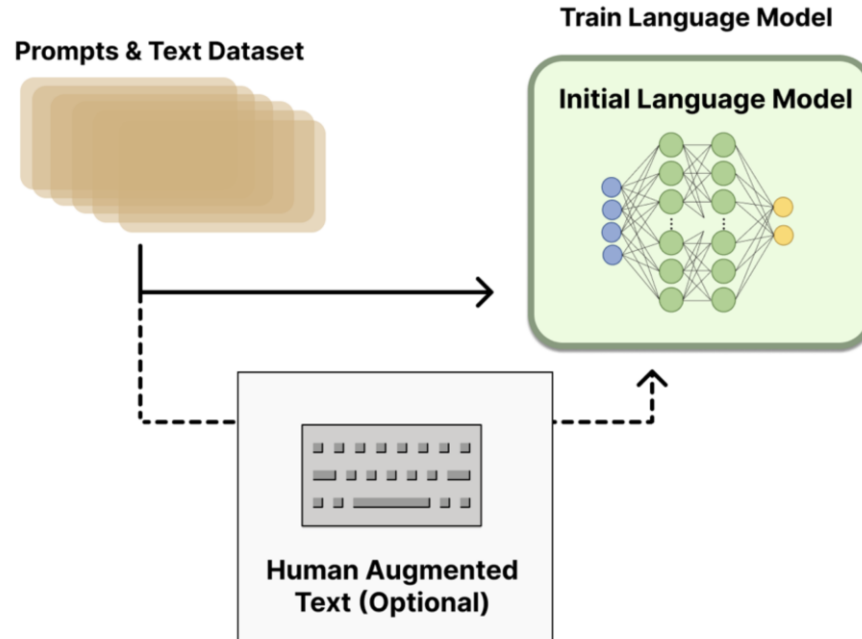 Train Language Model
Prompts & Text Dataset
Initial Language Model
Human Augmented
Text (Optional)